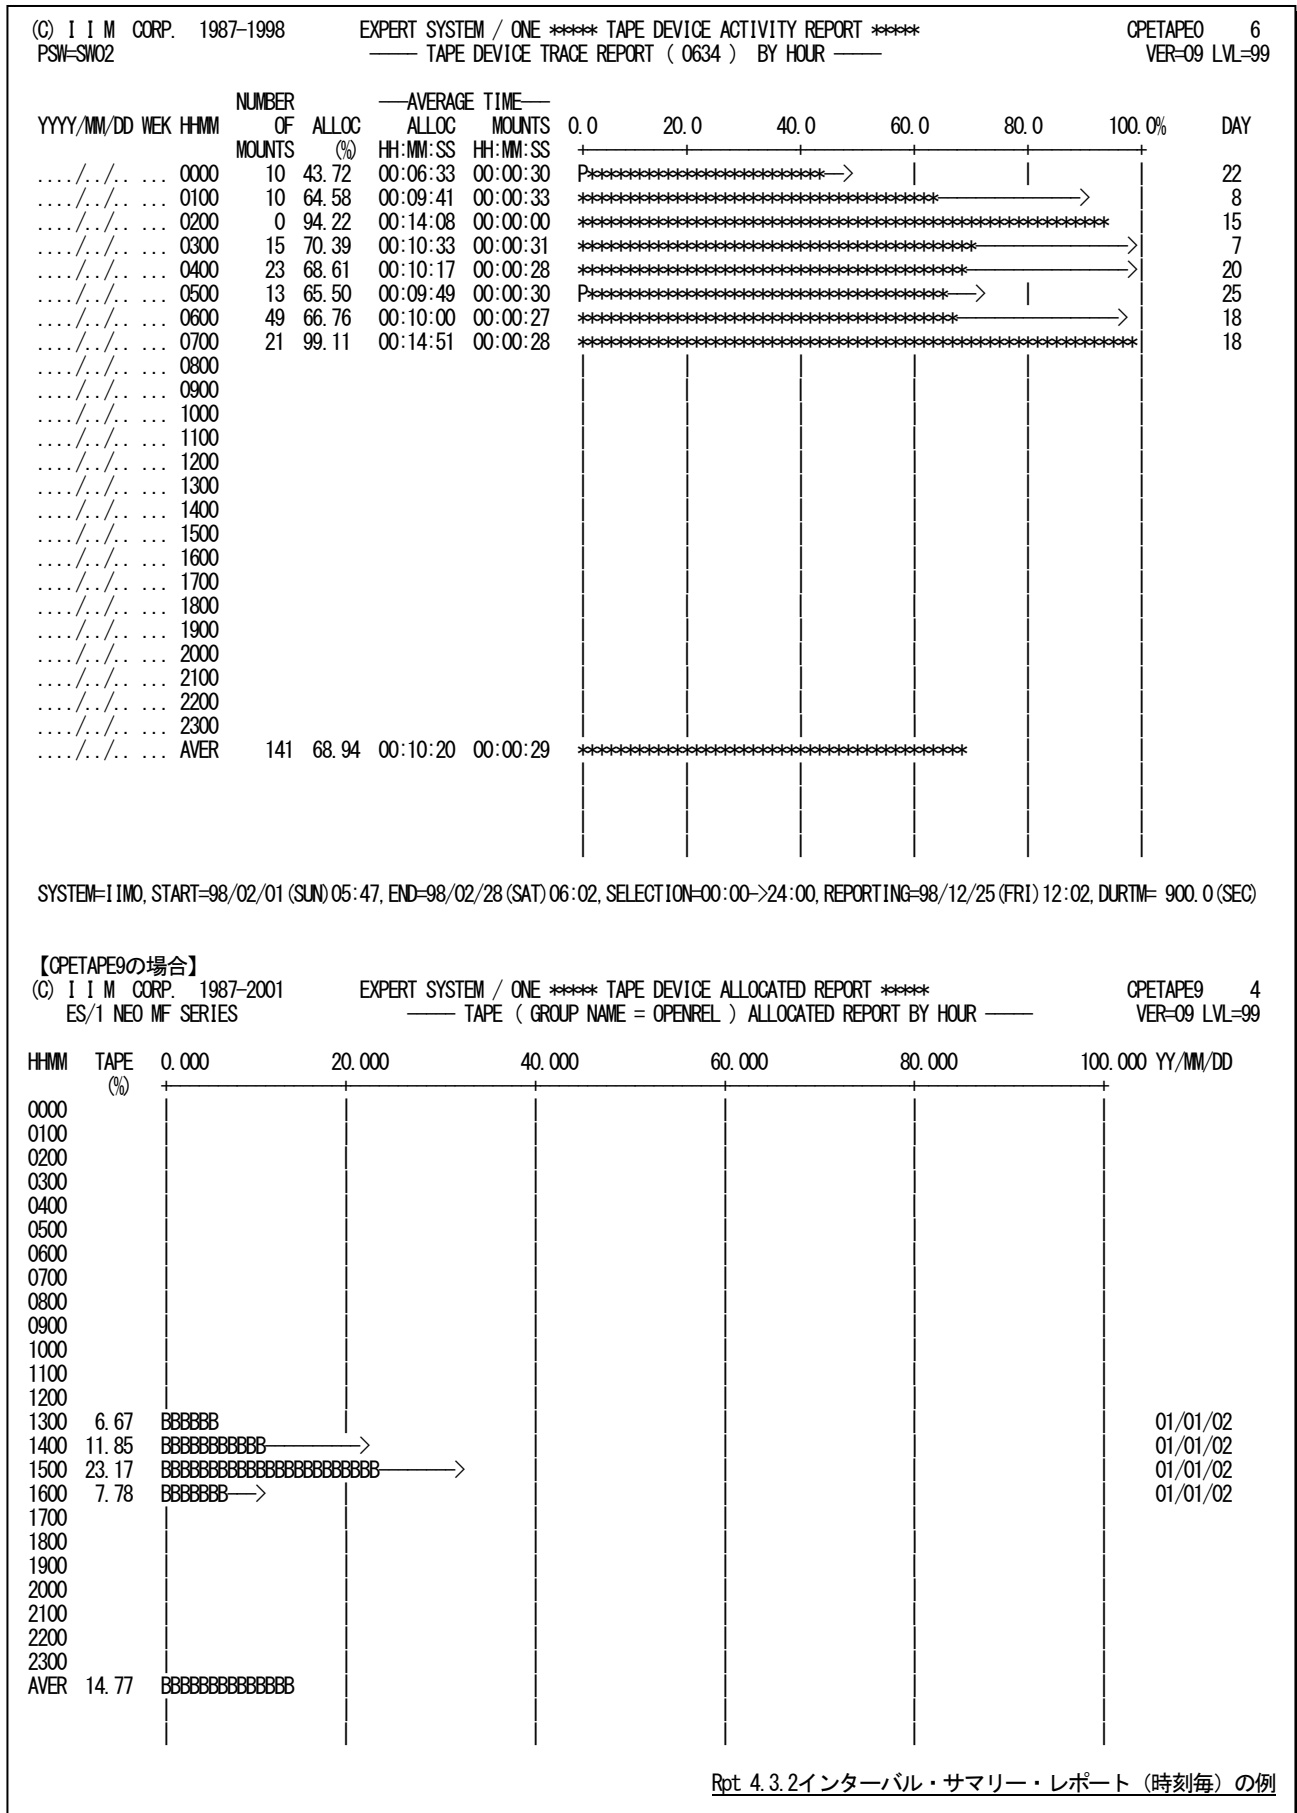 (C) I I M CORP. 1987-1998 EXPERT SYSTEM / ONE ***** TAPE DEVICE ACTIVITY REPORT ***** CPETAPE0 6
PSW=SW02 ----- TAPE DEVICE TRACE REPORT ( 0634 ) BY HOUR ----- VER=09 LVL=99
NUMBER ---AVERAGE TIME---
YYYY/MM/DD WEK HHMM OF ALLOC ALLOC MOUNTS 0.0 20.0 40.0 60.0 80.0 100.0% DAY
MOUNTS (%) HH:MM:SS HH:MM:SS
..../../.. ... 0000 10 43.72 00:06:33 00:00:30 P*************************--> 22
..../../.. ... 0100 10 64.58 00:09:41 00:00:33 **************************************---------------> 8
..../../.. ... 0200 0 94.22 00:14:08 00:00:00 ******************************************************** 15
..../../.. ... 0300 15 70.39 00:10:33 00:00:31 ******************************************----------------> 7
..../../.. ... 0400 23 68.61 00:10:17 00:00:28 *****************************************-----------------> 20
..../../.. ... 0500 13 65.50 00:09:49 00:00:30 P**************************************---> 25
..../../.. ... 0600 49 66.76 00:10:00 00:00:27 ****************************************-----------------> 18
..../../.. ... 0700 21 99.11 00:14:51 00:00:28 *********************************************************** 18
..../../.. ... 0800
..../../.. ... 0900
..../../.. ... 1000
..../../.. ... 1100
..../../.. ... 1200
..../../.. ... 1300
..../../.. ... 1400
..../../.. ... 1500
..../../.. ... 1600
..../../.. ... 1700
..../../.. ... 1800
..../../.. ... 1900
..../../.. ... 2000
..../../.. ... 2100
..../../.. ... 2200
..../../.. ... 2300
..../../.. ... AVER 141 68.94 00:10:20 00:00:29 *****************************************
SYSTEM=IIMO,START=98/02/01(SUN)05:47,END=98/02/28(SAT)06:02,SELECTION=00:00->24:00,REPORTING=98/12/25(FRI)12:02,DURTM= 900.0(SEC)
【CPETAPE9の場合】
(C) I I M CORP. 1987-2001 EXPERT SYSTEM / ONE ***** TAPE DEVICE ALLOCATED REPORT ***** CPETAPE9 4
ES/1 NEO MF SERIES ----- TAPE ( GROUP NAME = OPENREL ) ALLOCATED REPORT BY HOUR ----- VER=09 LVL=99
HHMM TAPE 0.000 20.000 40.000 60.000 80.000 100.000 YY/MM/DD
(%)
0000
0100
0200
0300
0400
0500
0600
0700
0800
0900
1000
1100
1200
1300 6.67 BBBBBB 01/01/02
1400 11.85 BBBBBBBBBBB----------> 01/01/02
1500 23.17 BBBBBBBBBBBBBBBBBBBBBBB--------> 01/01/02
1600 7.78 BBBBBBB---> 01/01/02
1700
1800
1900
2000
2100
2200
2300
AVER 14.77 BBBBBBBBBBBBBB
Rpt 4.3.2インターバル・サマリー・レポート（時刻毎）の例